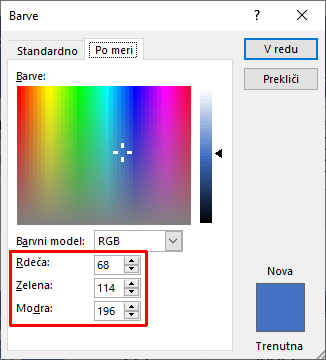 Barve
Standardno
Po meri
V redu
Prekliči
Barve:
Barvni model: RGB
Rdeča: 68
Zelena: 114
Modra: 196
Nova
Trenutna